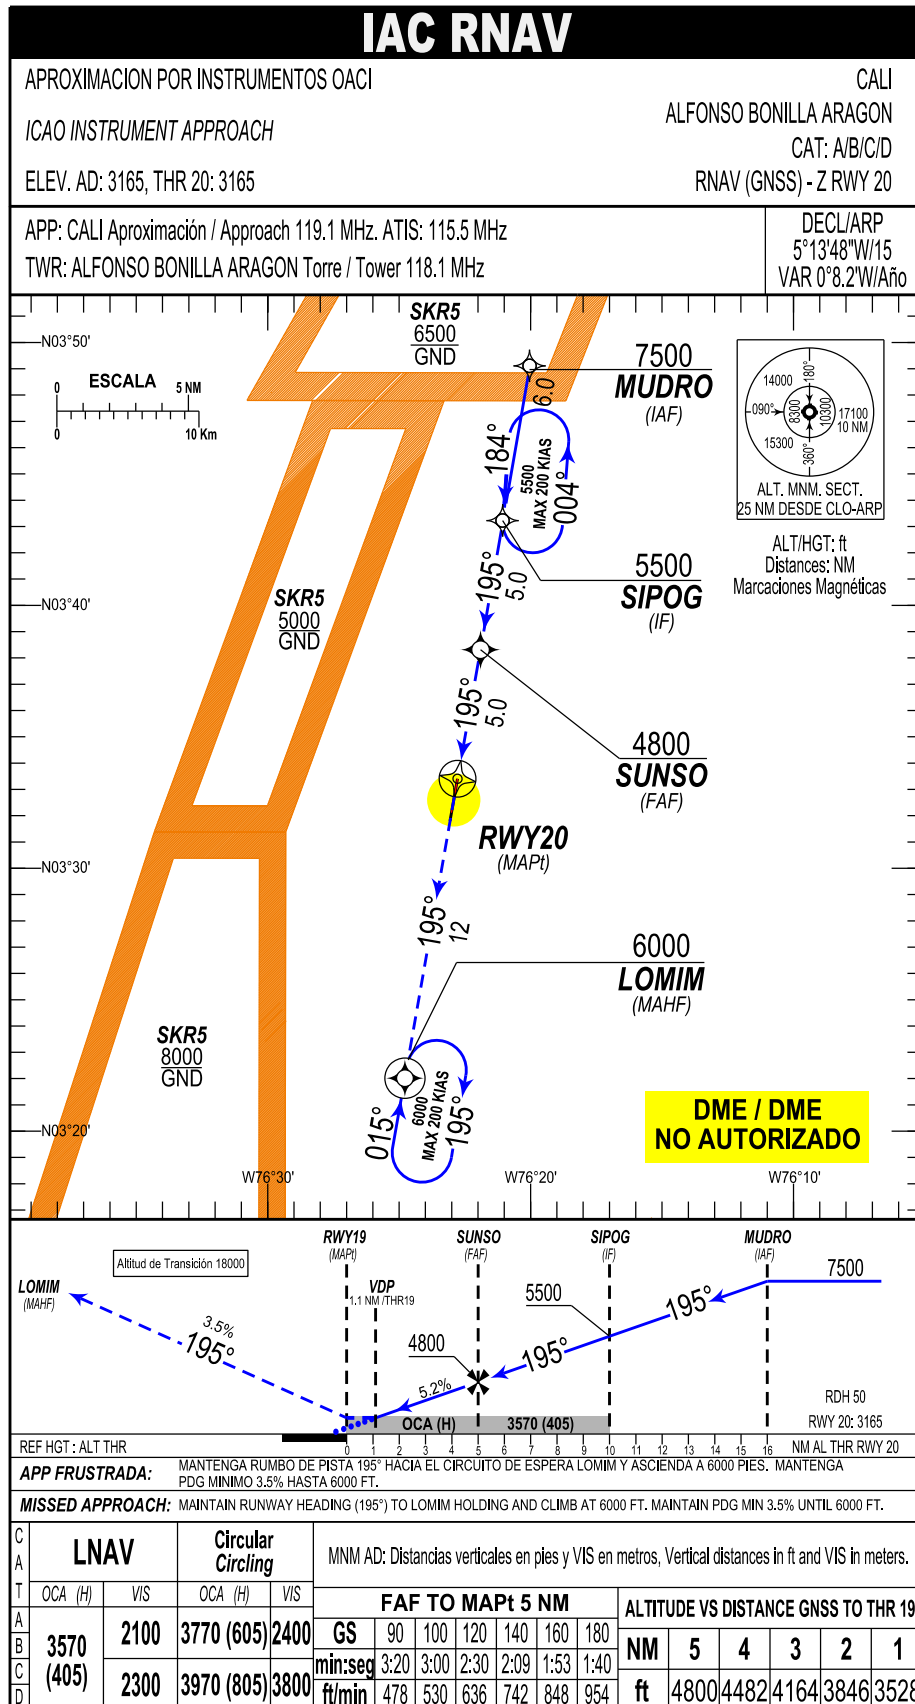 IAC RNAV
APROXIMACION POR INSTRUMENTOS OACI
CALI
ICAO INSTRUMENT APPROACH
ALFONSO BONILLA ARAGON
CAT: A/B/C/D
ELEV. AD: 3165, THR 20: 3165
RNAV (GNSS) - Z RWY 20
APP: CALI Aproximación / Approach 119.1 MHz. ATIS: 115.5 MHz
TWR: ALFONSO BONILLA ARAGON Torre / Tower 118.1 MHz
DECL/ARP
5°13'48"W/15
VAR 0°8.2'W/Año
SKR5
6500
GND
N03°50'
ESCALA
0
5 NM
0
10 Km
7500
MUDRO
(IAF)
6.0
184°
5500
MAX 200 KIAS
004°
180°
14000
090°
8300
10300
17100
10 NM
15300
360°
ALT. MNM. SECT.
25 NM DESDE CLO-ARP
ALT/HGT: ft
Distances: NM
Marcaciones Magnéticas
5500
SIPOG
(IF)
195°
5.0
N03°40'
SKR5
5000
GND
195°
5.0
4800
SUNSO
(FAF)
RWY20
(MAPt)
N03°30'
195°
12
6000
LOMIM
(MAHF)
SKR5
8000
GND
015°
6000
MAX 200 KIAS
195°
N03°20'
DME / DME
NO AUTORIZADO
W76°30'
W76°20'
W76°10'
RWY19
(MAPt)
SUNSO
(FAF)
SIPOG
(IF)
MUDRO
(IAF)
Altitud de Transición 18000
LOMIM
(MAHF)
VDP
1.1 NM /THR19
7500
5500
195°
195°
3.5%
195°
4800
5.2%
OCA (H)
3570 (405)
RDH 50
RWY 20: 3165
REF HGT : ALT THR
0 1 2 3 4 5 6 7 8 9 10 11 12 13 14 15 16
NM AL THR RWY 20
APP FRUSTRADA: MANTENGA RUMBO DE PISTA 195° HACIA EL CIRCUITO DE ESPERA LOMIM Y ASCIENDA A 6000 PIES. MANTENGA
PDG MINIMO 3.5% HASTA 6000 FT.
MISSED APPROACH: MAINTAIN RUNWAY HEADING (195°) TO LOMIM HOLDING AND CLIMB AT 6000 FT. MAINTAIN PDG MIN 3.5% UNTIL 6000 FT.
CAT
LNAV
Circular
Circling
OCA (H) VIS OCA (H) VIS
A
B
C
D
3570
(405)
2100 3770 (605) 2400
2300 3970 (805) 3800
MNM AD: Distancias verticales en pies y VIS en metros, Vertical distances in ft and VIS in meters.
FAF TO MAPt 5 NM
GS 90 100 120 140 160 180
min:seg 3:20 3:00 2:30 2:09 1:53 1:40
ft/min 478 530 636 742 848 954
ALTITUDE VS DISTANCE GNSS TO THR 19
NM 5 4 3 2 1
ft 4800 4482 4164 3846 3528